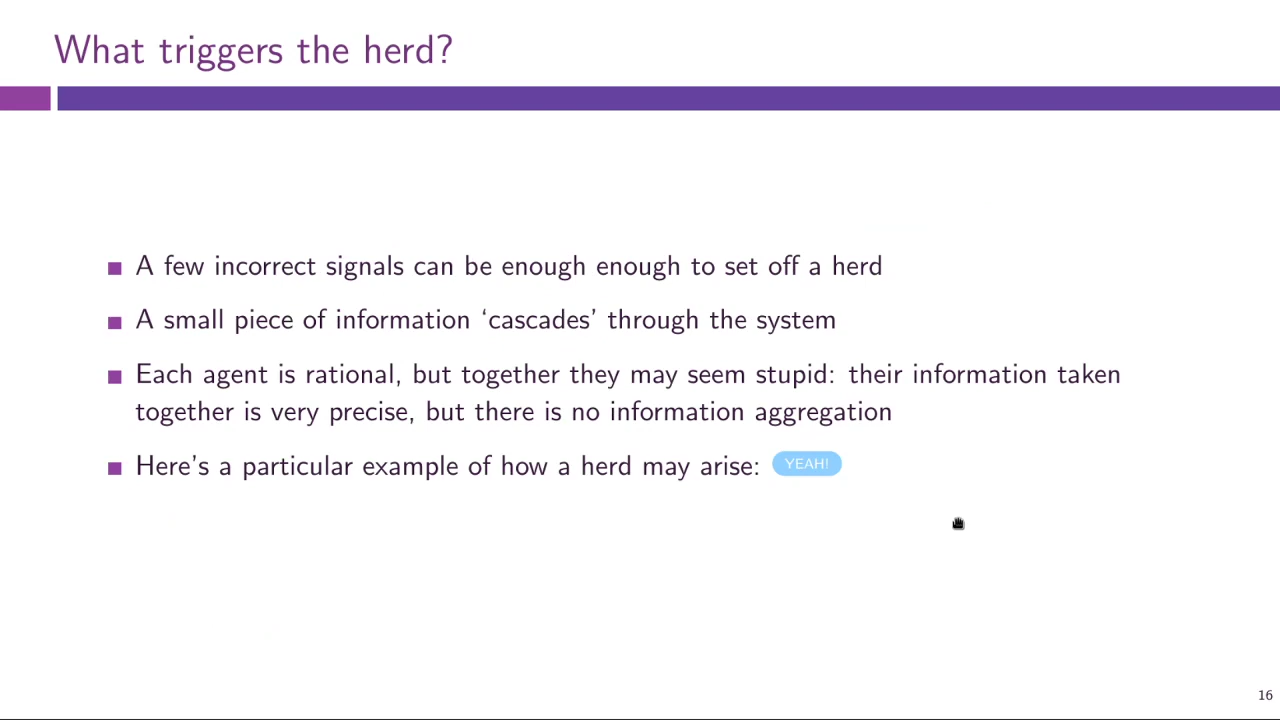 What triggers the herd?
A few incorrect signals can be enough enough to set off a herd
A small piece of information ‘cascades’ through the system
Each agent is rational, but together they may seem stupid: their information taken
together is very precise, but there is no information aggregation
Here’s a particular example of how a herd may arise: YEAH!
16